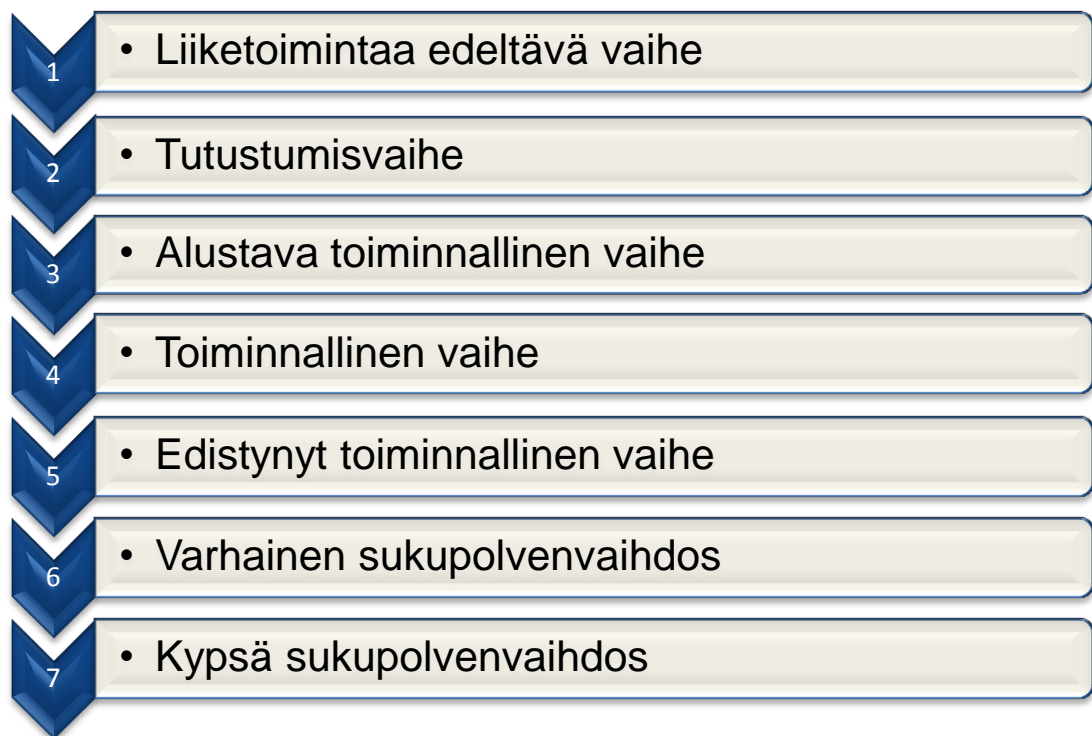 1 • Liiketoimintaa edeltävä vaihe
2 • Tutustumisvaihe
3 • Alustava toiminnallinen vaihe
4 • Toiminnallinen vaihe
5 • Edistynyt toiminnallinen vaihe
6 • Varhainen sukupolvenvaihdos
7 • Kypsä sukupolvenvaihdos